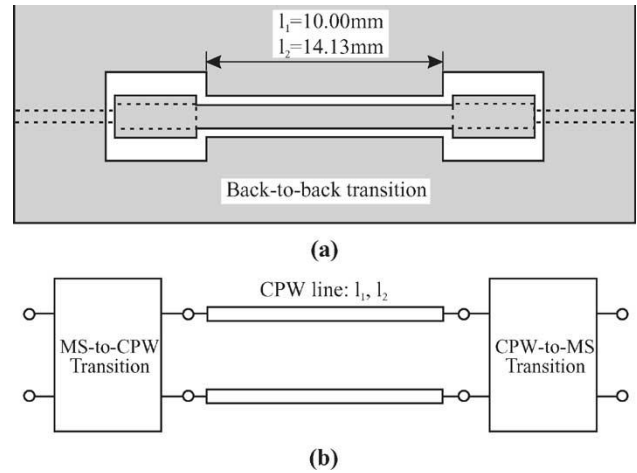 l₁=10.00mm
l₂=14.13mm
Back-to-back transition
(a)
CPW line: l₁, l₂
MS-to-CPW
Transition
CPW-to-MS
Transition
(b)